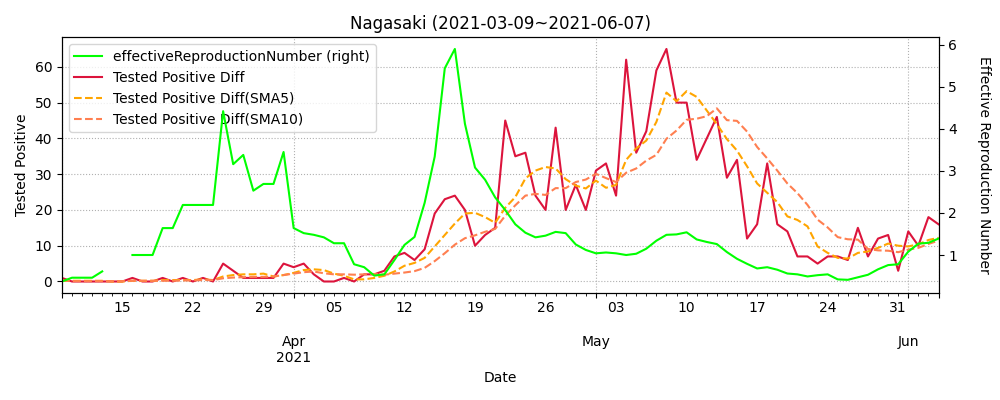 Nagasaki (2021-03-09~2021-06-07)
effectiveReproductionNumber (right)
Tested Positive Diff
Tested Positive Diff(SMA5)
Tested Positive Diff(SMA10)
Tested Positive
60
50
40
30
20
10
0
6
5
4
3
2
1
Effective Reproduction Number
15 22 29 05 12 19 26 03 10 17 24 31
Apr May Jun
2021
Date